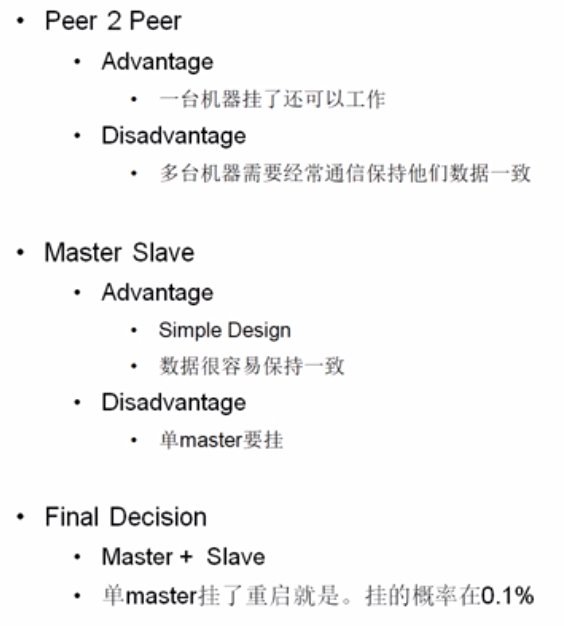 • Peer 2 Peer
• Advantage
• 一台机器挂了还可以工作
• Disadvantage
• 多台机器需要经常通信保持他们数据一致
• Master Slave
• Advantage
• Simple Design
• 数据很容易保持一致
• Disadvantage
• 单master要挂
• Final Decision
• Master + Slave
• 单master挂了重启就是。挂的概率在0.1%